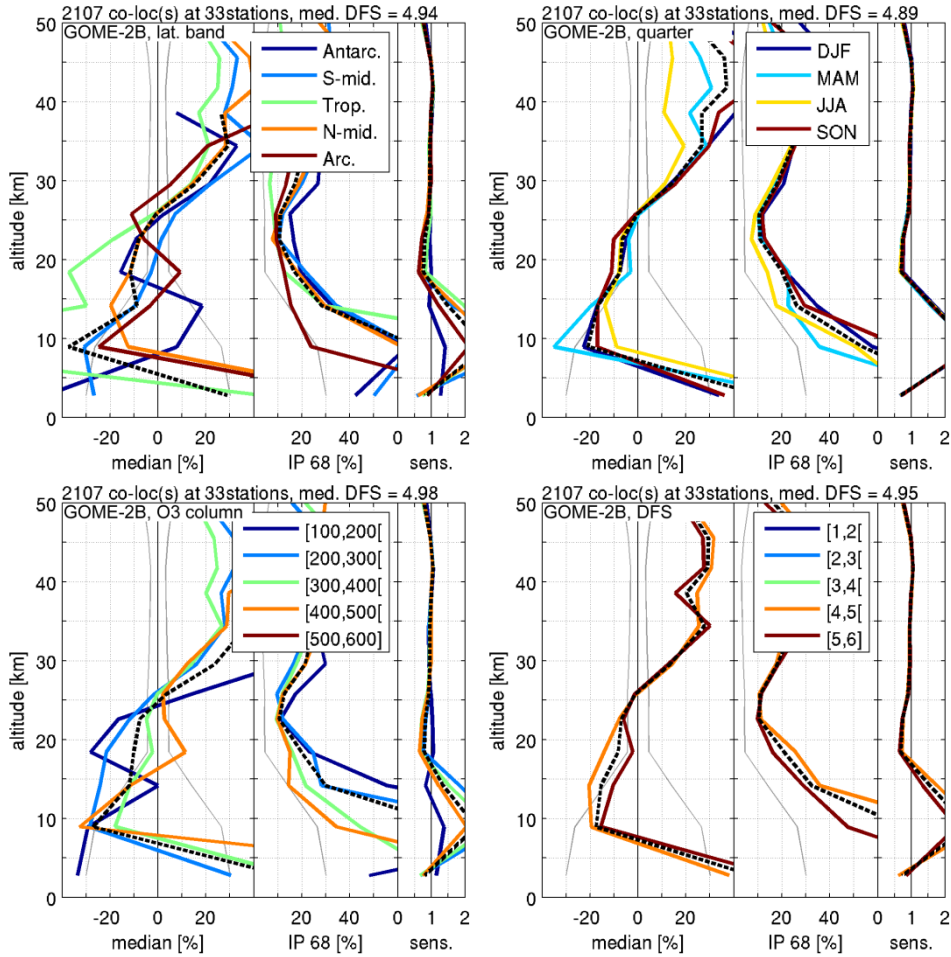 2107 co-loc(s) at 33stations, med. DFS = 4.94
GOME-2B, lat. band
Antarc.
S-mid.
Trop.
N-mid.
Arc.
50
40
30
20
10
0
altitude [km]
-20 0 20
20 40
0 1 2
median [%]
IP 68 [%]
sens.
2107 co-loc(s) at 33stations, med. DFS = 4.89
GOME-2B, quarter
DJF
MAM
JJA
SON
50
40
30
20
10
0
altitude [km]
-20 0 20
20 40
0 1 2
median [%]
IP 68 [%]
sens.
2107 co-loc(s) at 33stations, med. DFS = 4.98
GOME-2B, O3 column
[100,200[
[200,300[
[300,400[
[400,500[
[500,600]
50
40
30
20
10
0
altitude [km]
-20 0 20
20 40
0 1 2
median [%]
IP 68 [%]
sens.
2107 co-loc(s) at 33stations, med. DFS = 4.95
GOME-2B, DFS
[1,2[
[2,3[
[3,4[
[4,5[
[5,6]
50
40
30
20
10
0
altitude [km]
-20 0 20
20 40
0 1 2
median [%]
IP 68 [%]
sens.